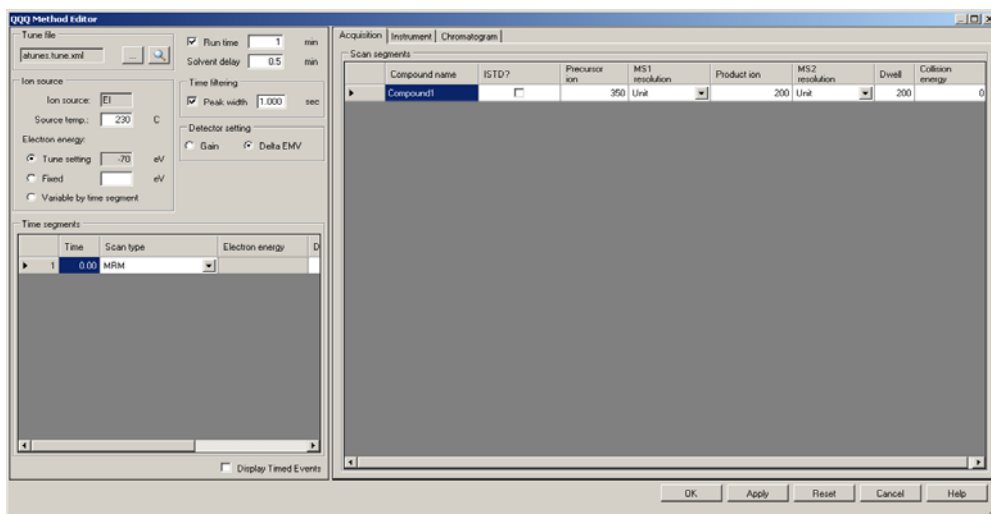 QQQ Method Editor
Tune file
atunes.tune.xml ...
Run time 1 min
Solvent delay 0.5 min
Ion source
Ion source: EI
Source temp.: 230 C
Electron energy:
Tune setting -70 eV
Fixed eV
Variable by time segment
Time filtering
Peak width 1.000 sec
Detector setting
Gain Delta EMV
Time segments
Time Scan type Electron energy D
1 0.00 MRM
Display Timed Events
Acquisition Instrument Chromatogram
Scan segments
Compound name ISTD? Precursor ion MS1 resolution Product ion MS2 resolution Dwell Collision energy
Compound1 350 Unit 200 Unit 200 0
OK Apply Reset Cancel Help